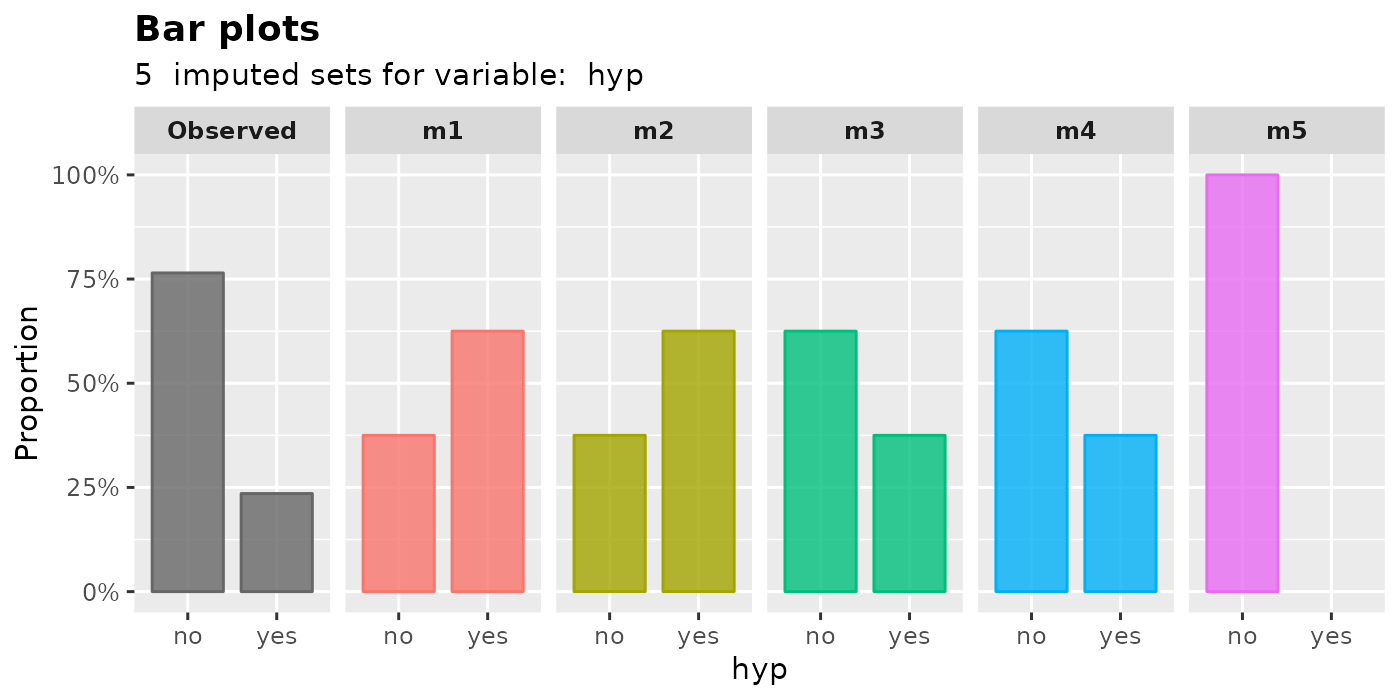 Bar plots
5  imputed sets for variable:  hyp
Observed m1 m2 m3 m4 m5
Proportion
100%
75%
50%
25%
0%
no yes no yes no yes no yes no yes no yes
hyp